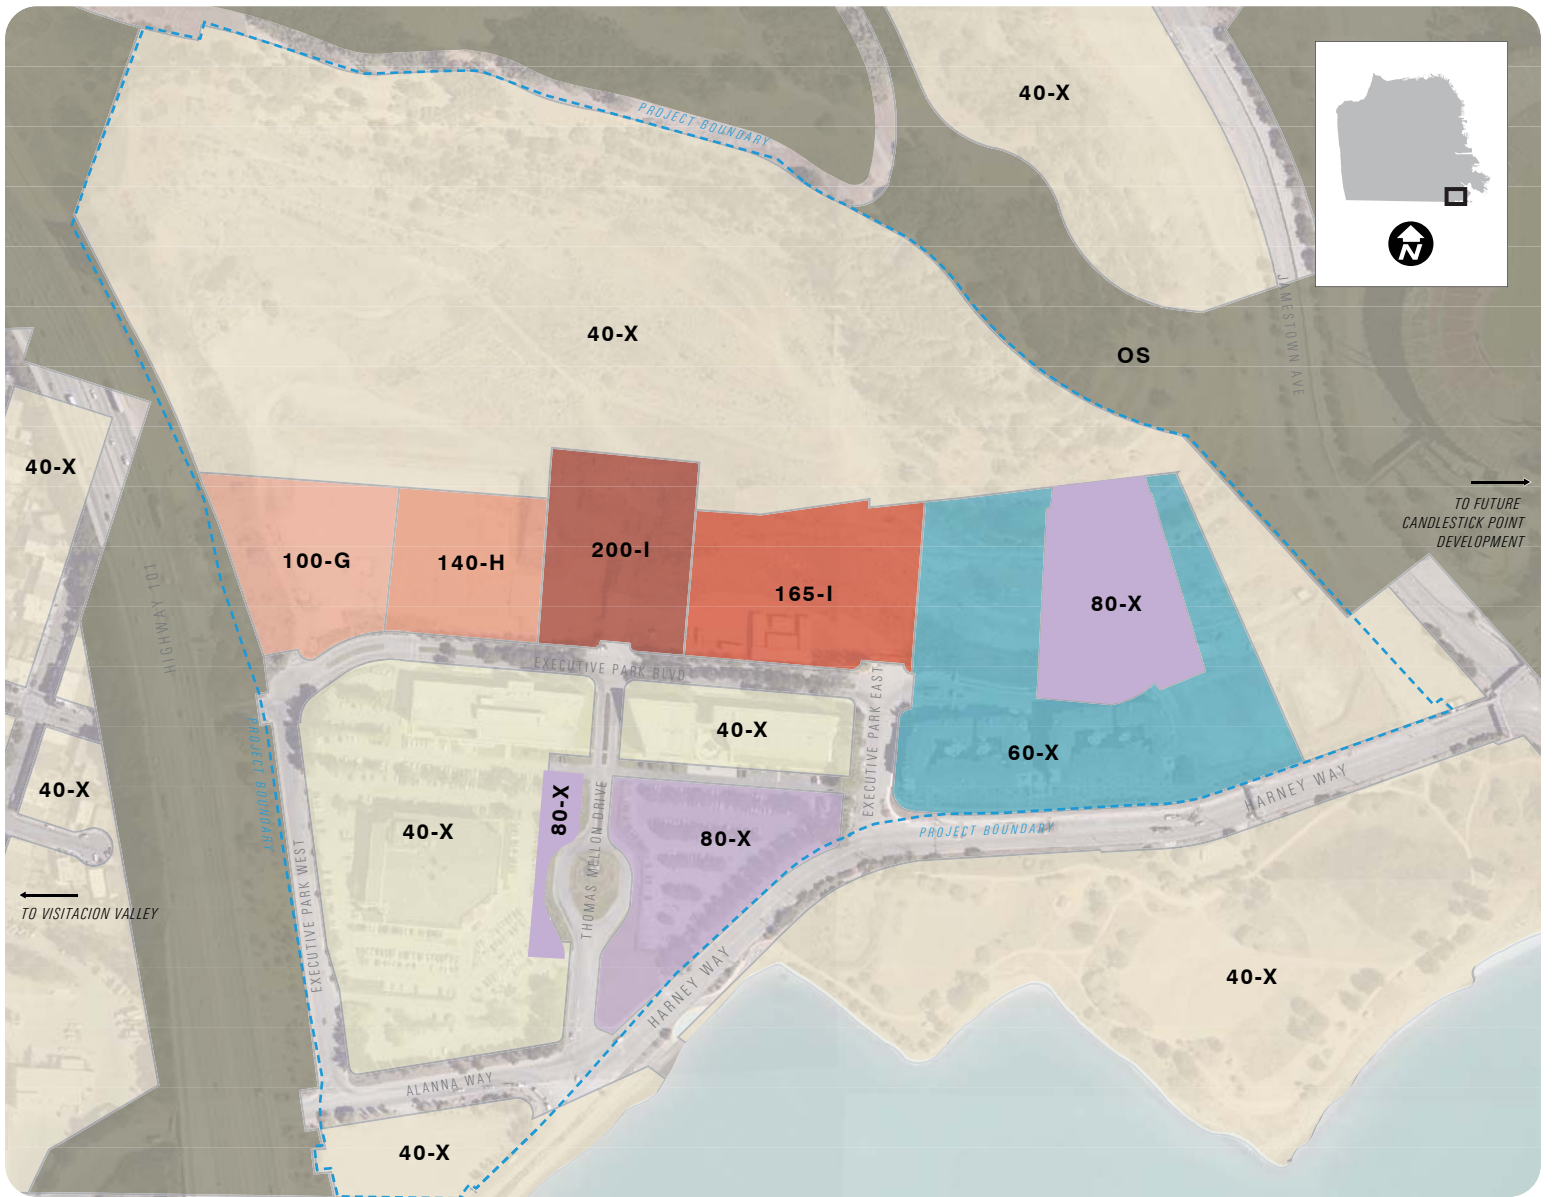 40-X
PROJECT BOUNDARY
N
JAMESTOWN AVE
40-X
OS
40-X
TO FUTURE
CANDLESTICK POINT
DEVELOPMENT
100-G
140-H
200-I
165-I
80-X
HIGHWAY 101
EXECUTIVE PARK BLVD
EXECUTIVE PARK EAST
40-X
60-X
PROJECT BOUNDARY
40-X
HARNEY WAY
80-X
THOMAS MELLON DRIVE
40-X
80-X
PROJECT BOUNDARY
EXECUTIVE PARK WEST
TO VISITACION VALLEY
HARNEY WAY
40-X
ALANNA WAY
40-X